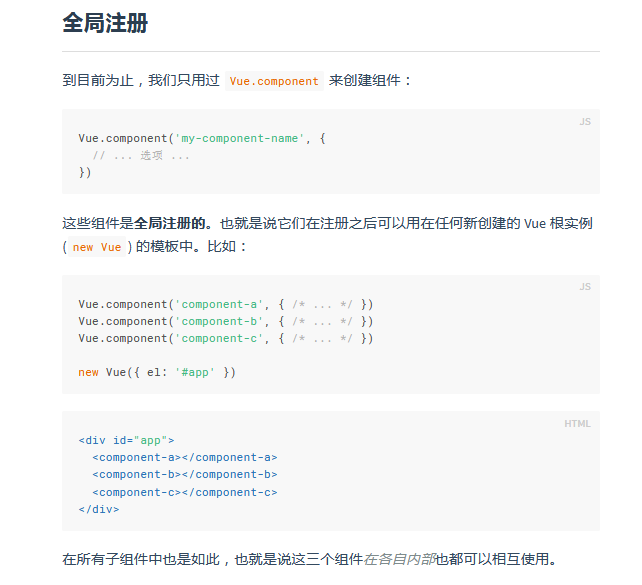 全局注册
到目前为止，我们只用过 Vue.component 来创建组件：
JS
Vue.component('my-component-name', {
  // ... 选项 ...
})
这些组件是全局注册的。也就是说它们在注册之后可以用在任何新创建的 Vue 根实例
( new Vue ) 的模板中。比如：
JS
Vue.component('component-a', { /* ... */ })
Vue.component('component-b', { /* ... */ })
Vue.component('component-c', { /* ... */ })
new Vue({ el: '#app' })
HTML
<div id="app">
  <component-a></component-a>
  <component-b></component-b>
  <component-c></component-c>
</div>
在所有子组件中也是如此，也就是说这三个组件在各自内部也都可以相互使用。